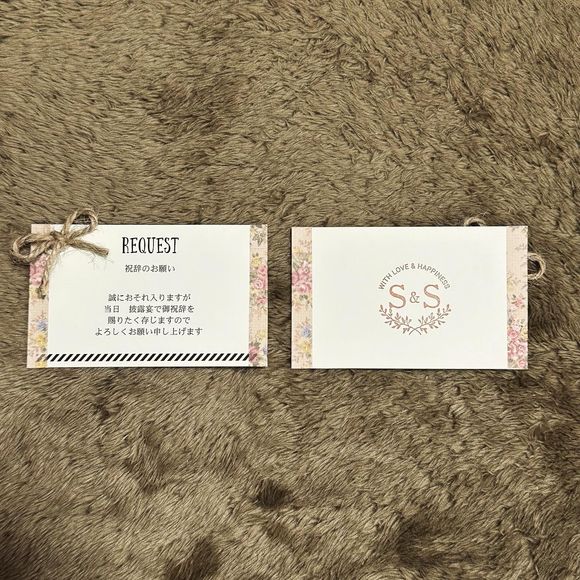 REQUEST
祝辞のお願い
誠におそれ入りますが
当日　披露宴で御祝辞を
賜りたく存じますので
よろしくお願い申し上げます
WITH LOVE & HAPPINESS
S & S